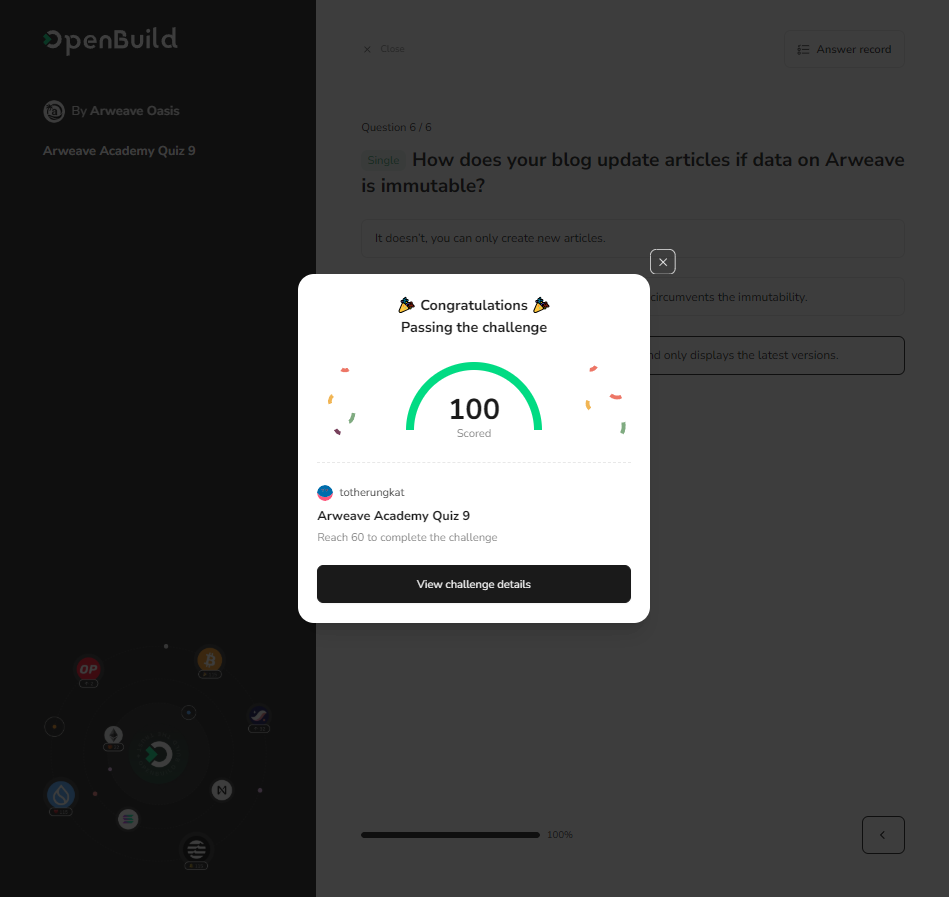 OpenBuild
Close
Answer record
By Arweave Oasis
Arweave Academy Quiz 9
Question 6 / 6
Single How does your blog update articles if data on Arweave
is immutable?
It doesn't, you can only create new articles.
circumvents the immutability.
and only displays the latest versions.
Congratulations
Passing the challenge
100
Scored
totherungkat
Arweave Academy Quiz 9
Reach 60 to complete the challenge
View challenge details
OP
100%